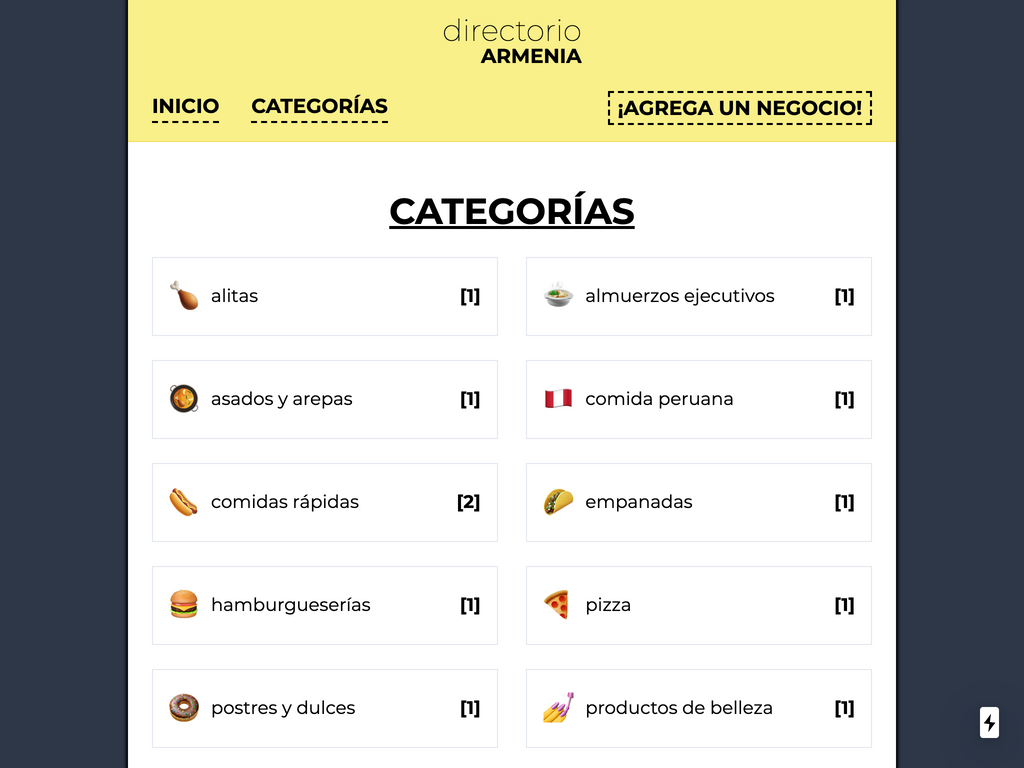 directorio
ARMENIA
INICIO CATEGORÍAS ¡AGREGA UN NEGOCIO!
CATEGORÍAS
alitas [1]
almuerzos ejecutivos [1]
asados y arepas [1]
comida peruana [1]
comidas rápidas [2]
empanadas [1]
hamburgueserías [1]
pizza [1]
postres y dulces [1]
productos de belleza [1]